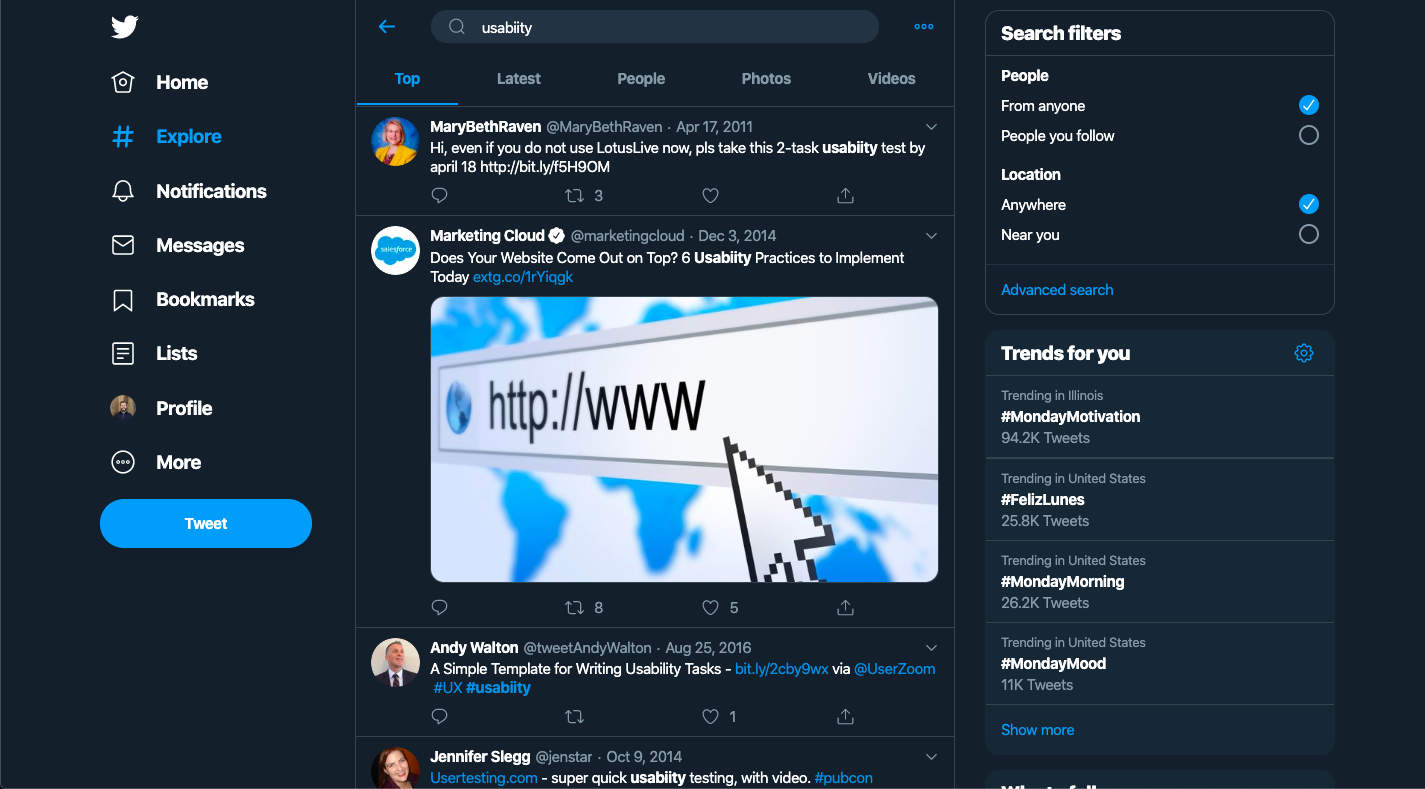 Home
Explore
Notifications
Messages
Bookmarks
Lists
Profile
More
Tweet
usabiity
Top Latest People Photos Videos
MaryBethRaven @MaryBethRaven · Apr 17, 2011
Hi, even if you do not use LotusLive now, pls take this 2-task usabiity test by
april 18 http://bit.ly/f5H9OM
3
salesforce
Marketing Cloud @marketingcloud · Dec 3, 2014
Does Your Website Come Out on Top? 6 Usabiity Practices to Implement
Today extg.co/1rYiqgk
http://www
8 5
Andy Walton @tweetAndyWalton · Aug 25, 2016
A Simple Template for Writing Usability Tasks - bit.ly/2cby9wx via @UserZoom
#UX #usabiity
1
Jennifer Slegg @jenstar · Oct 9, 2014
Usertesting.com - super quick usabiity testing, with video. #pubcon
Search filters
People
From anyone
People you follow
Location
Anywhere
Near you
Advanced search
Trends for you
Trending in Illinois
#MondayMotivation
94.2K Tweets
Trending in United States
#FelizLunes
25.8K Tweets
Trending in United States
#MondayMorning
26.2K Tweets
Trending in United States
#MondayMood
11K Tweets
Show more